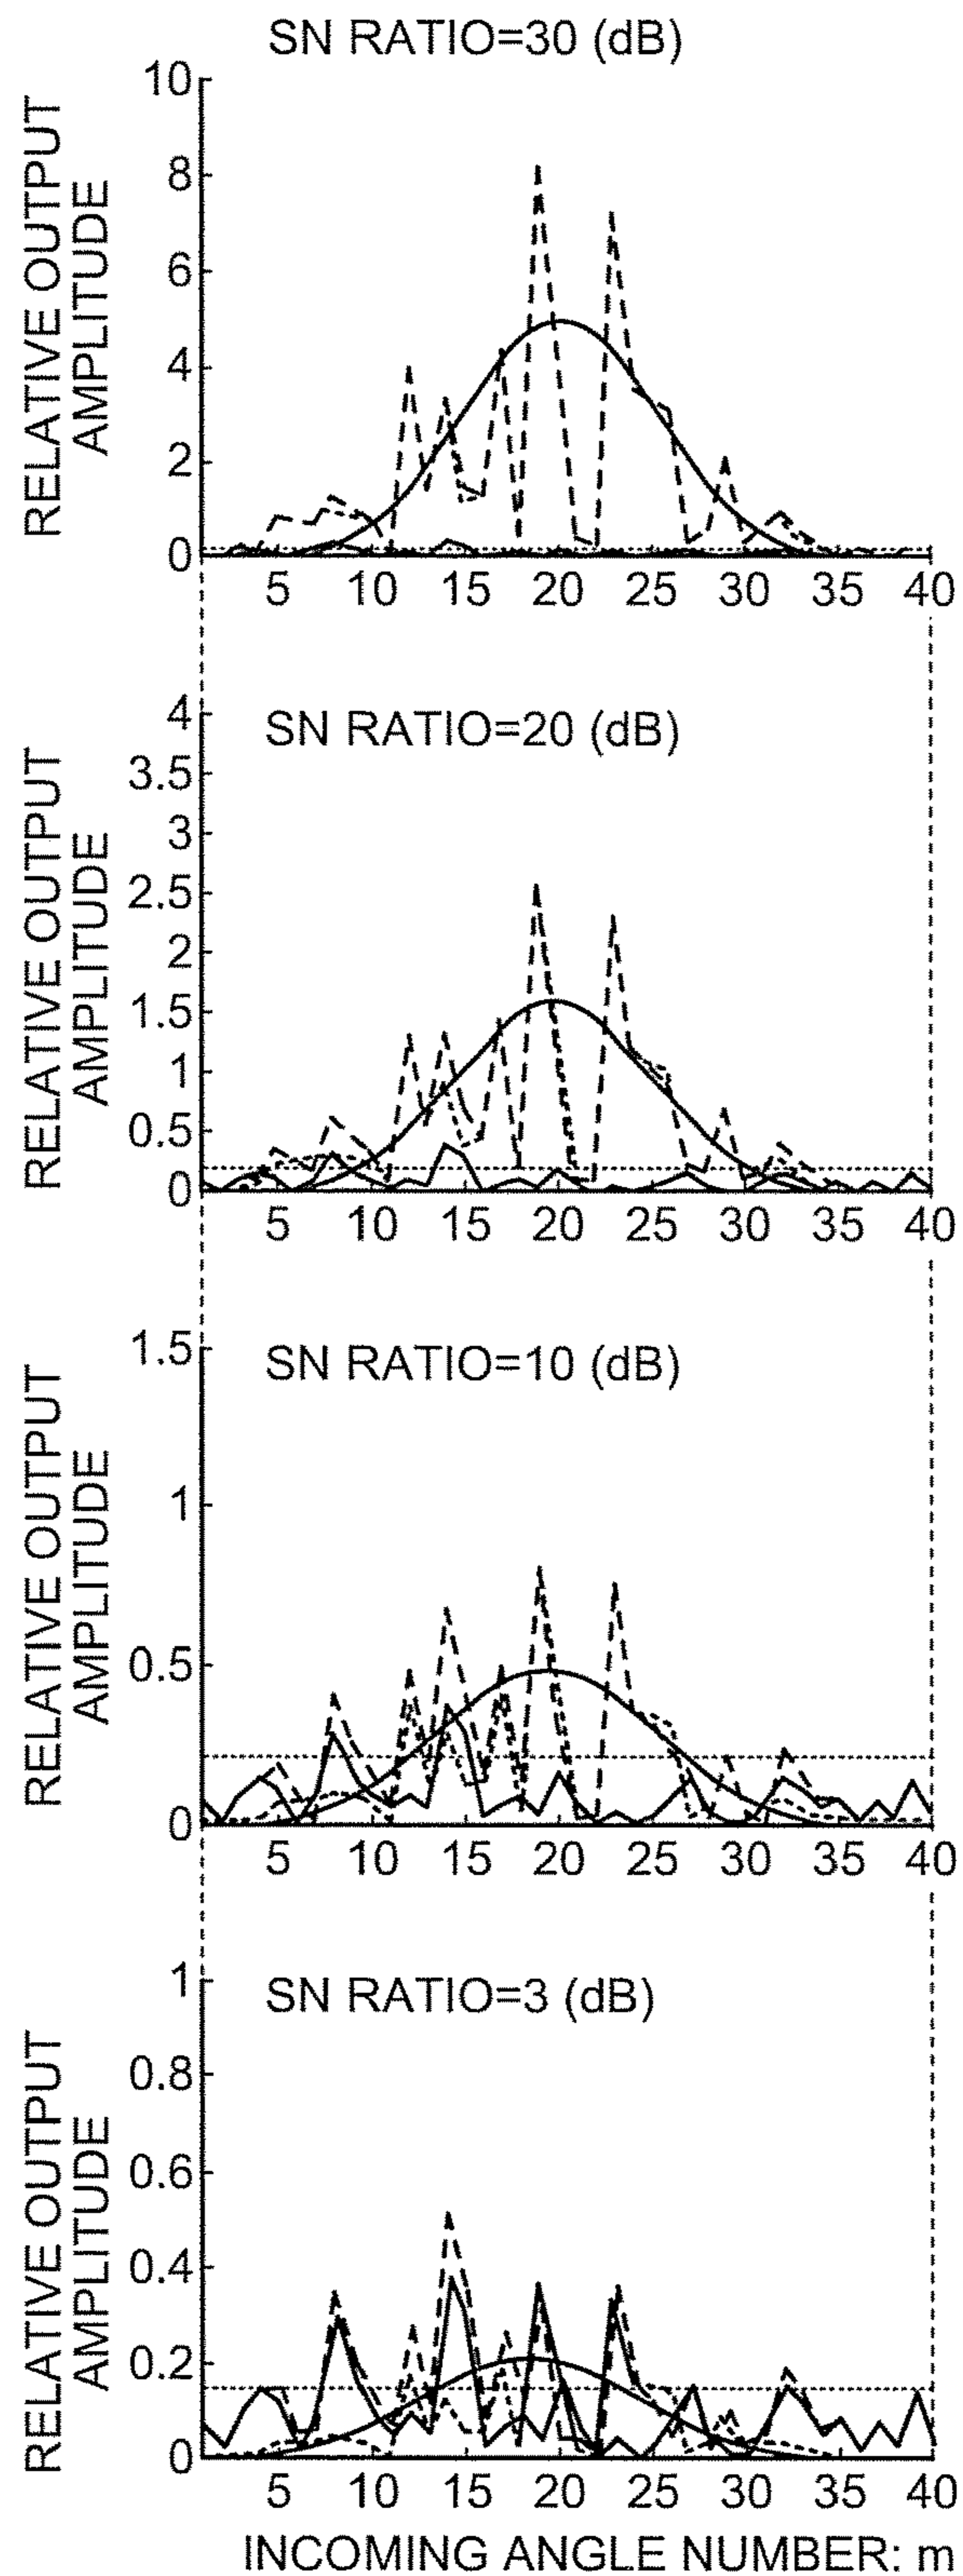 SN RATIO=30 (dB)
RELATIVE OUTPUT
AMPLITUDE
10
8
6
4
2
0
5 10 15 20 25 30 35 40
SN RATIO=20 (dB)
RELATIVE OUTPUT
AMPLITUDE
4
3.5
3
2.5
2
1.5
1
0.5
0
5 10 15 20 25 30 35 40
SN RATIO=10 (dB)
RELATIVE OUTPUT
AMPLITUDE
1.5
1
0.5
0
5 10 15 20 25 30 35 40
SN RATIO=3 (dB)
RELATIVE OUTPUT
AMPLITUDE
1
0.8
0.6
0.4
0.2
0
5 10 15 20 25 30 35 40
INCOMING ANGLE NUMBER: m